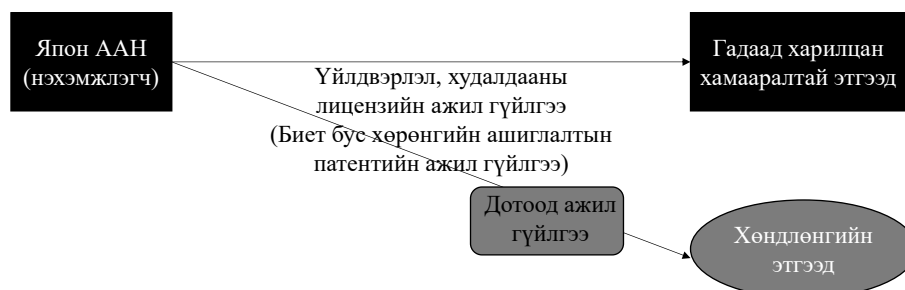 Япон ААН
(нэхэмжлэгч)
Гадаад харилцан
хамааралтай этгээд
Үйлдвэрлэл, худалдааны
лицензийн ажил гүйлгээ
(Биет бус хөрөнгийн ашиглалтын
патентийн ажил гүйлгээ)
Дотоод ажил
гүйлгээ
Хөндлөнгийн
этгээд